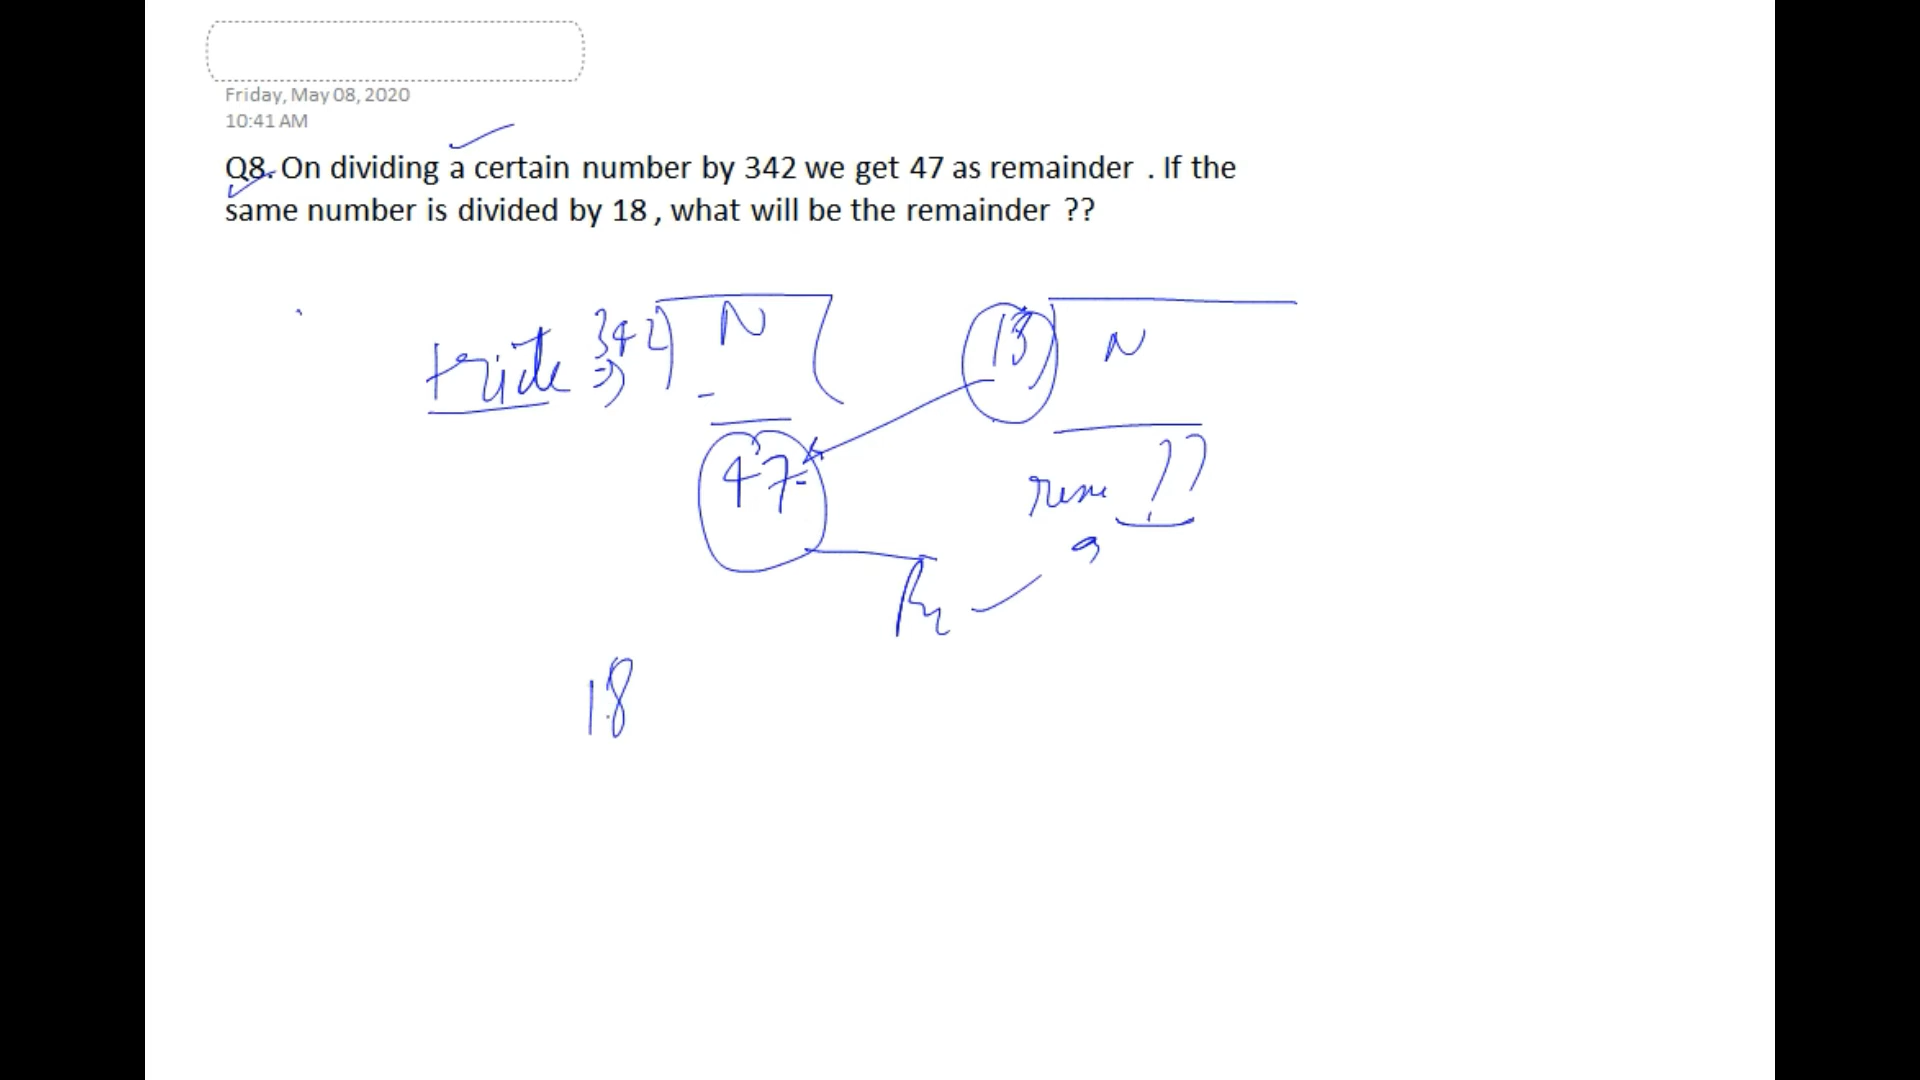 Friday, May 08, 2020
10:41 AM
Q8. On dividing a certain number by 342 we get 47 as remainder . If the
same number is divided by 18 , what will be the remainder ??
342 N
N
47
rem ??
18